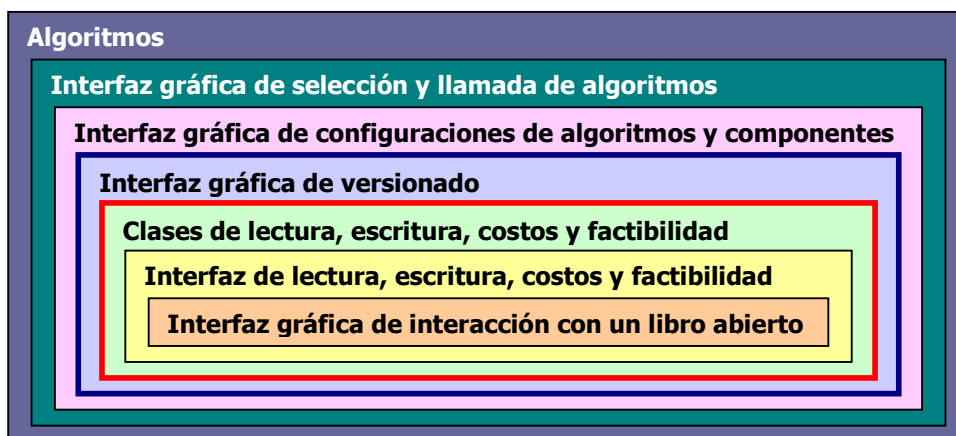 Algoritmos
Interfaz gráfica de selección y llamada de algoritmos
Interfaz gráfica de configuraciones de algoritmos y componentes
Interfaz gráfica de versionado
Clases de lectura, escritura, costos y factibilidad
Interfaz de lectura, escritura, costos y factibilidad
Interfaz gráfica de interacción con un libro abierto